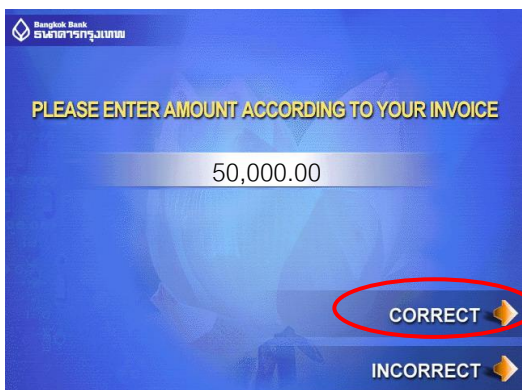 Bangkok Bank
ธนาคารกรุงเทพ
PLEASE ENTER AMOUNT ACCORDING TO YOUR INVOICE
50,000.00
CORRECT
INCORRECT